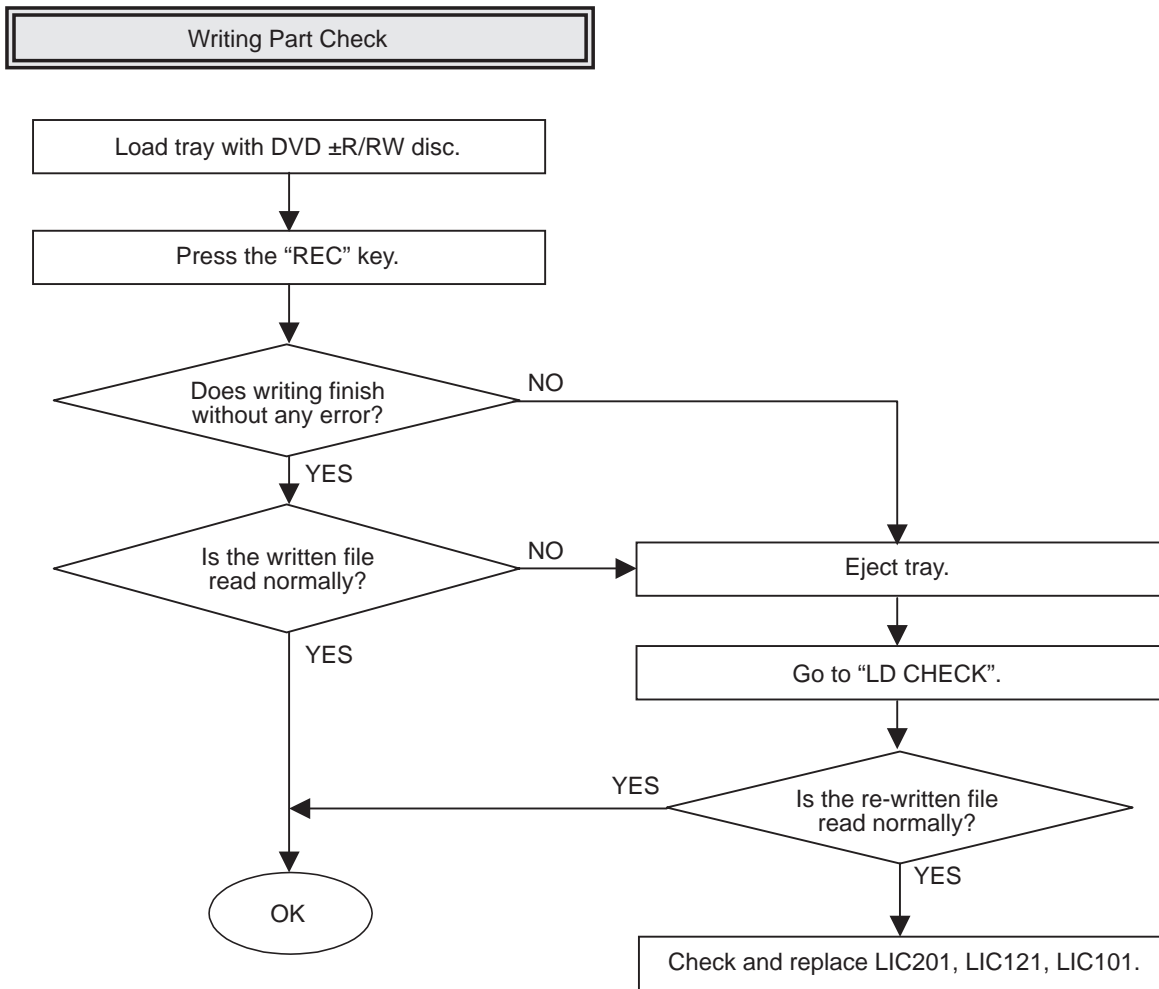 Writing Part Check
Load tray with DVD ±R/RW disc.
Press the “REC” key.
Does writing finish
without any error?
NO
YES
Is the written file
read normally?
NO
Eject tray.
YES
Go to “LD CHECK”.
YES
Is the re-written file
read normally?
YES
OK
Check and replace LIC201, LIC121, LIC101.